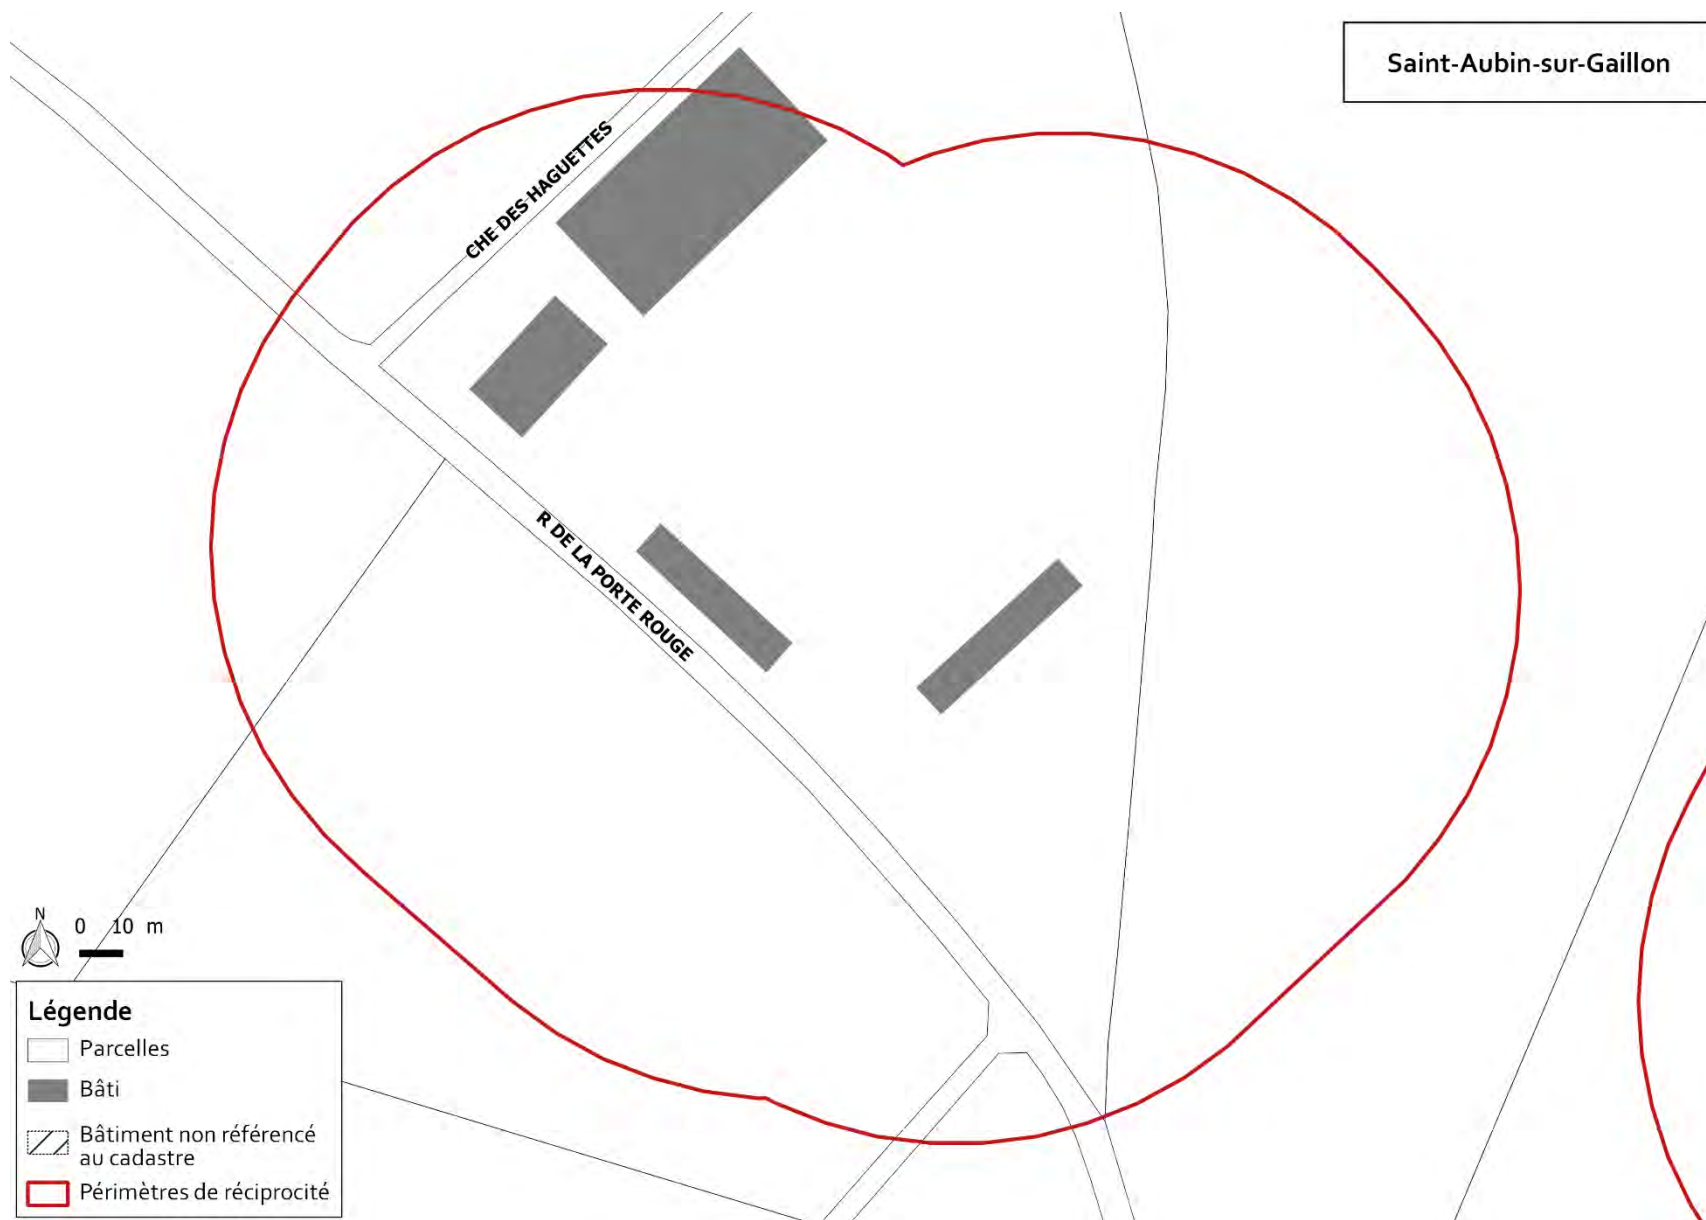 Saint-Aubin-sur-Gaillon
CHE DES HAGUETTES
R DE LA PORTE ROUGE
N
0 10 m
Légende
Parcelles
Bâti
Bâtiment non référencé
au cadastre
Périmètres de réciprocité